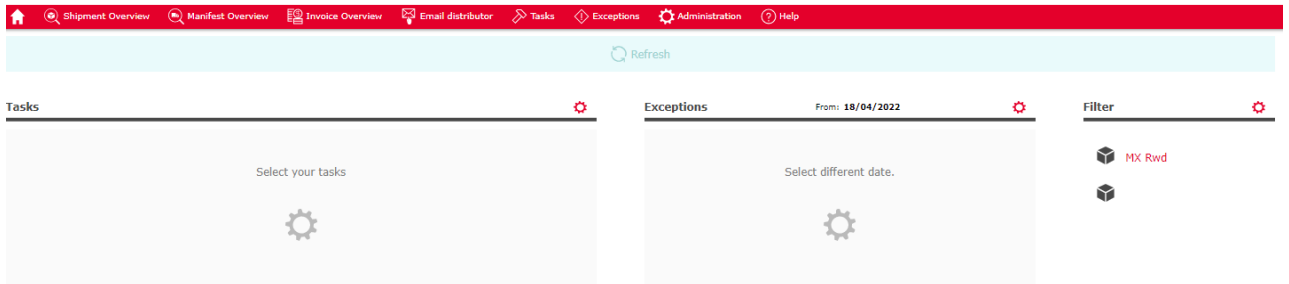 Shipment Overview Manifest Overview Invoice Overview Email distributor Tasks Exceptions Administration Help
Refresh
Tasks
Exceptions From: 18/04/2022
Filter
Select your tasks
Select different date.
MX Rwd